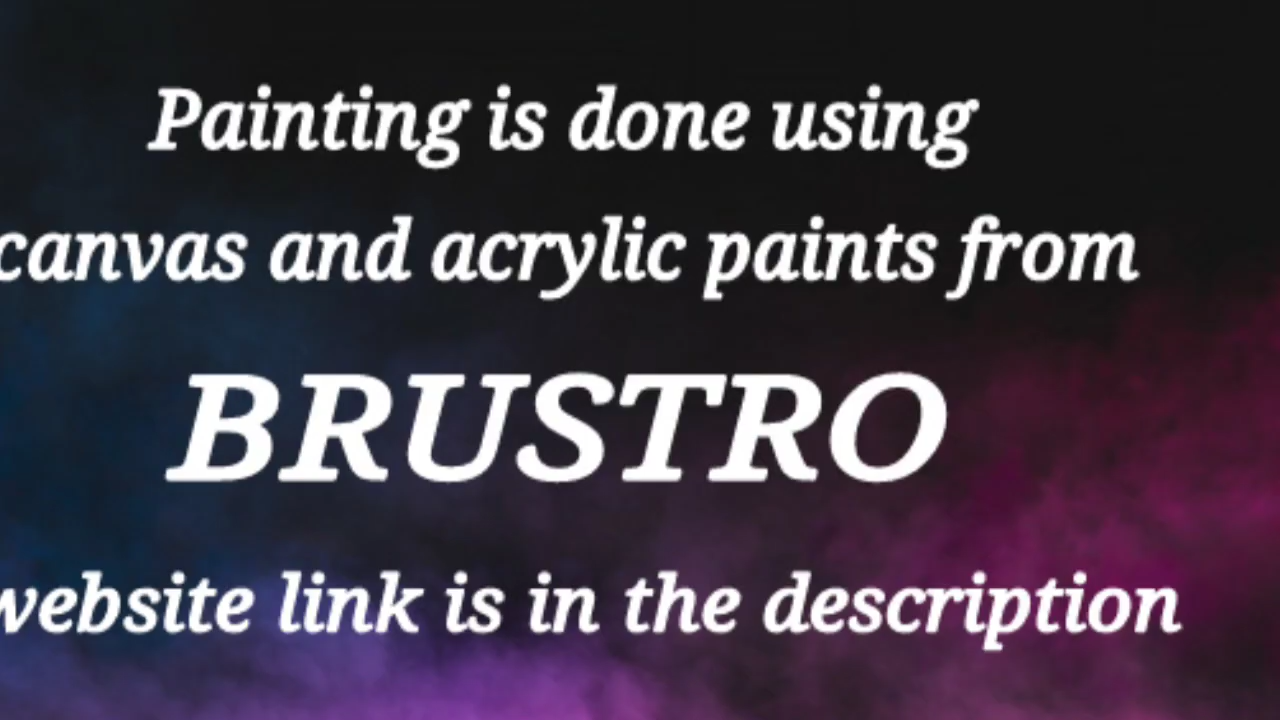 Painting is done using
canvas and acrylic paints from
BRUSTRO
website link is in the description